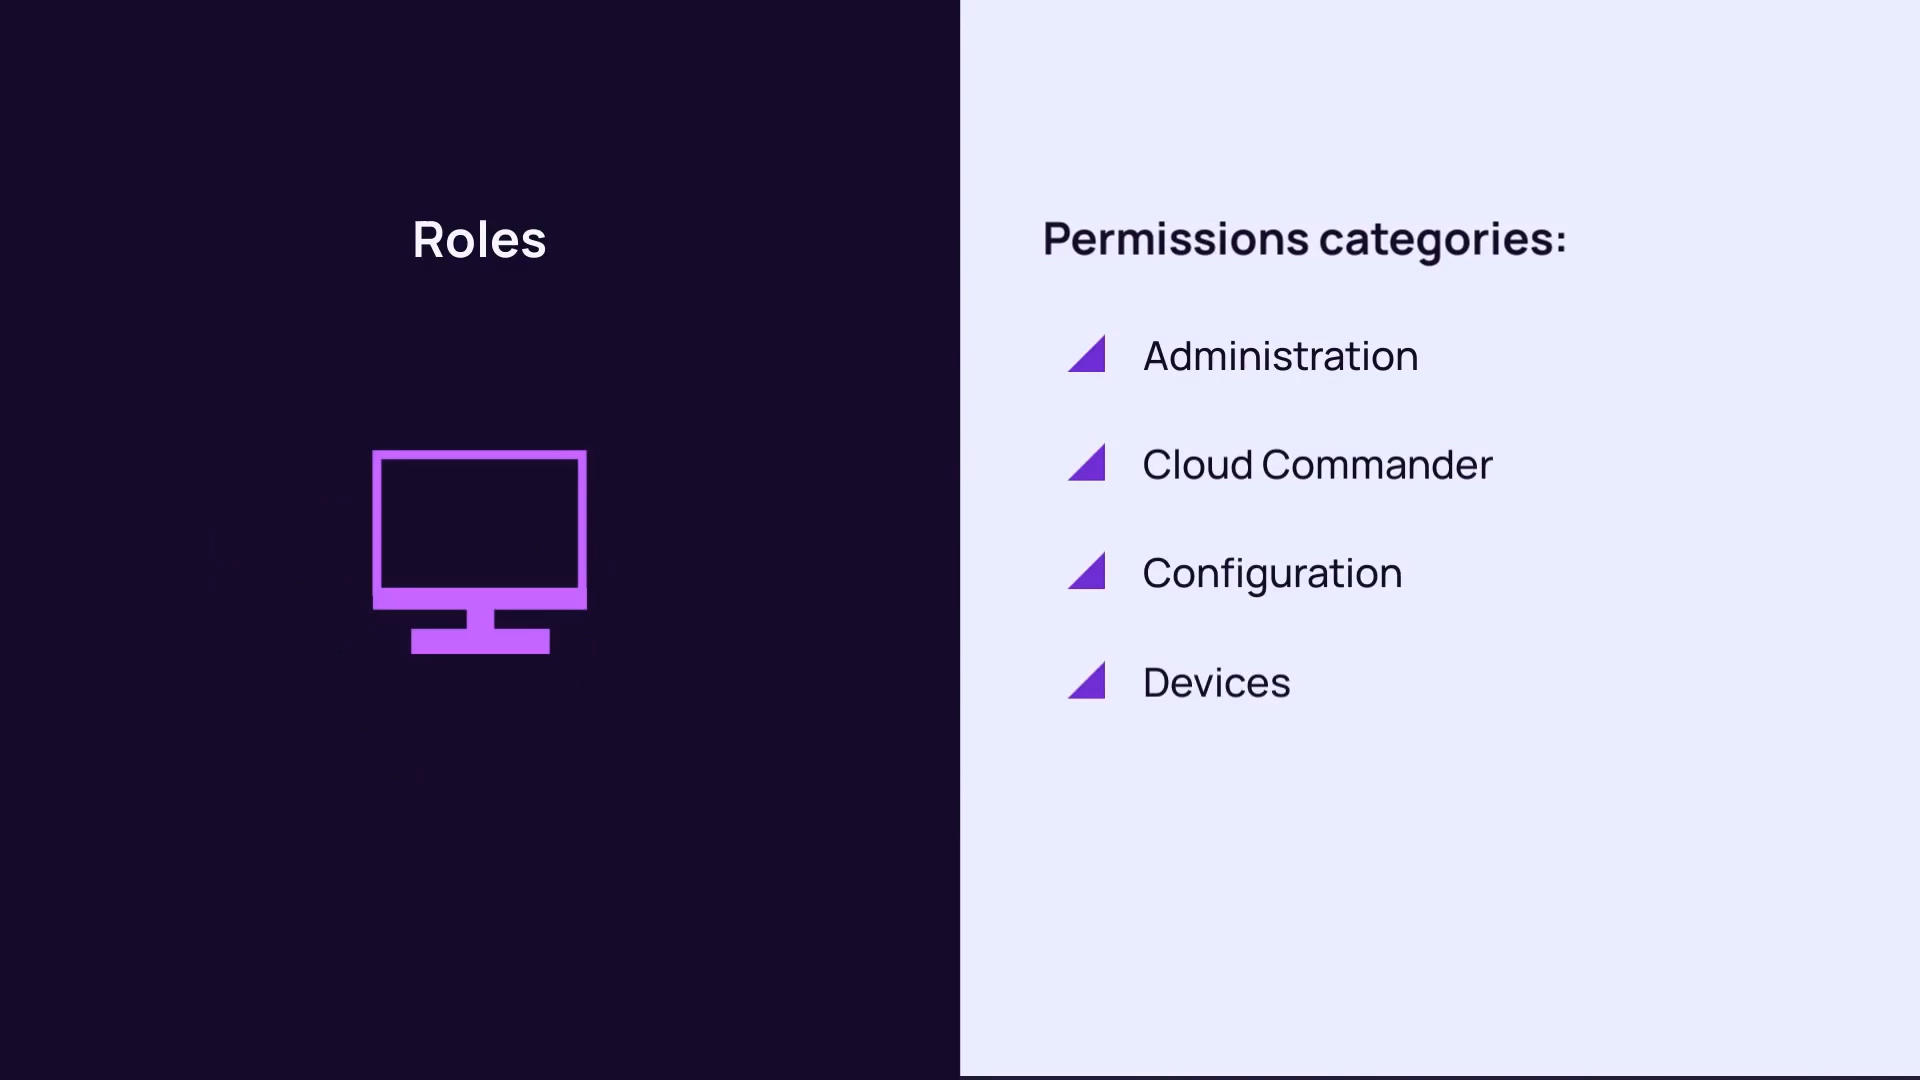 Roles
Permissions categories:
Administration
Cloud Commander
Configuration
Devices